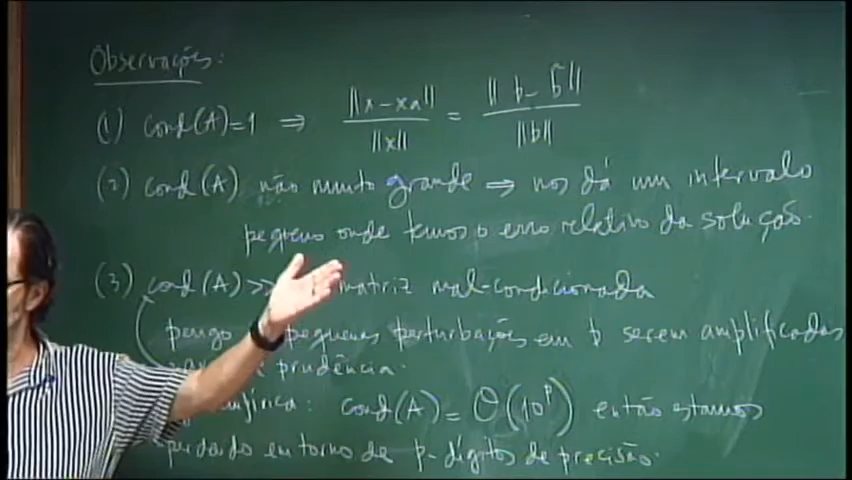 Observações:
(1) cond(A)=1 ⇒ ||x-xa|| / ||x|| = ||b-b̃|| / ||b||
(2) cond(A) não muito grande ⇒ nos dá um intervalo
pequeno onde temos o erro relativo da solução.
(3) cond(A) >> matriz mal-condicionada
perigo pequenas perturbações em b serem amplificadas
prudência.
cond(A) = O(10^p) então estamos
perdendo em torno de p-dígitos de precisão.